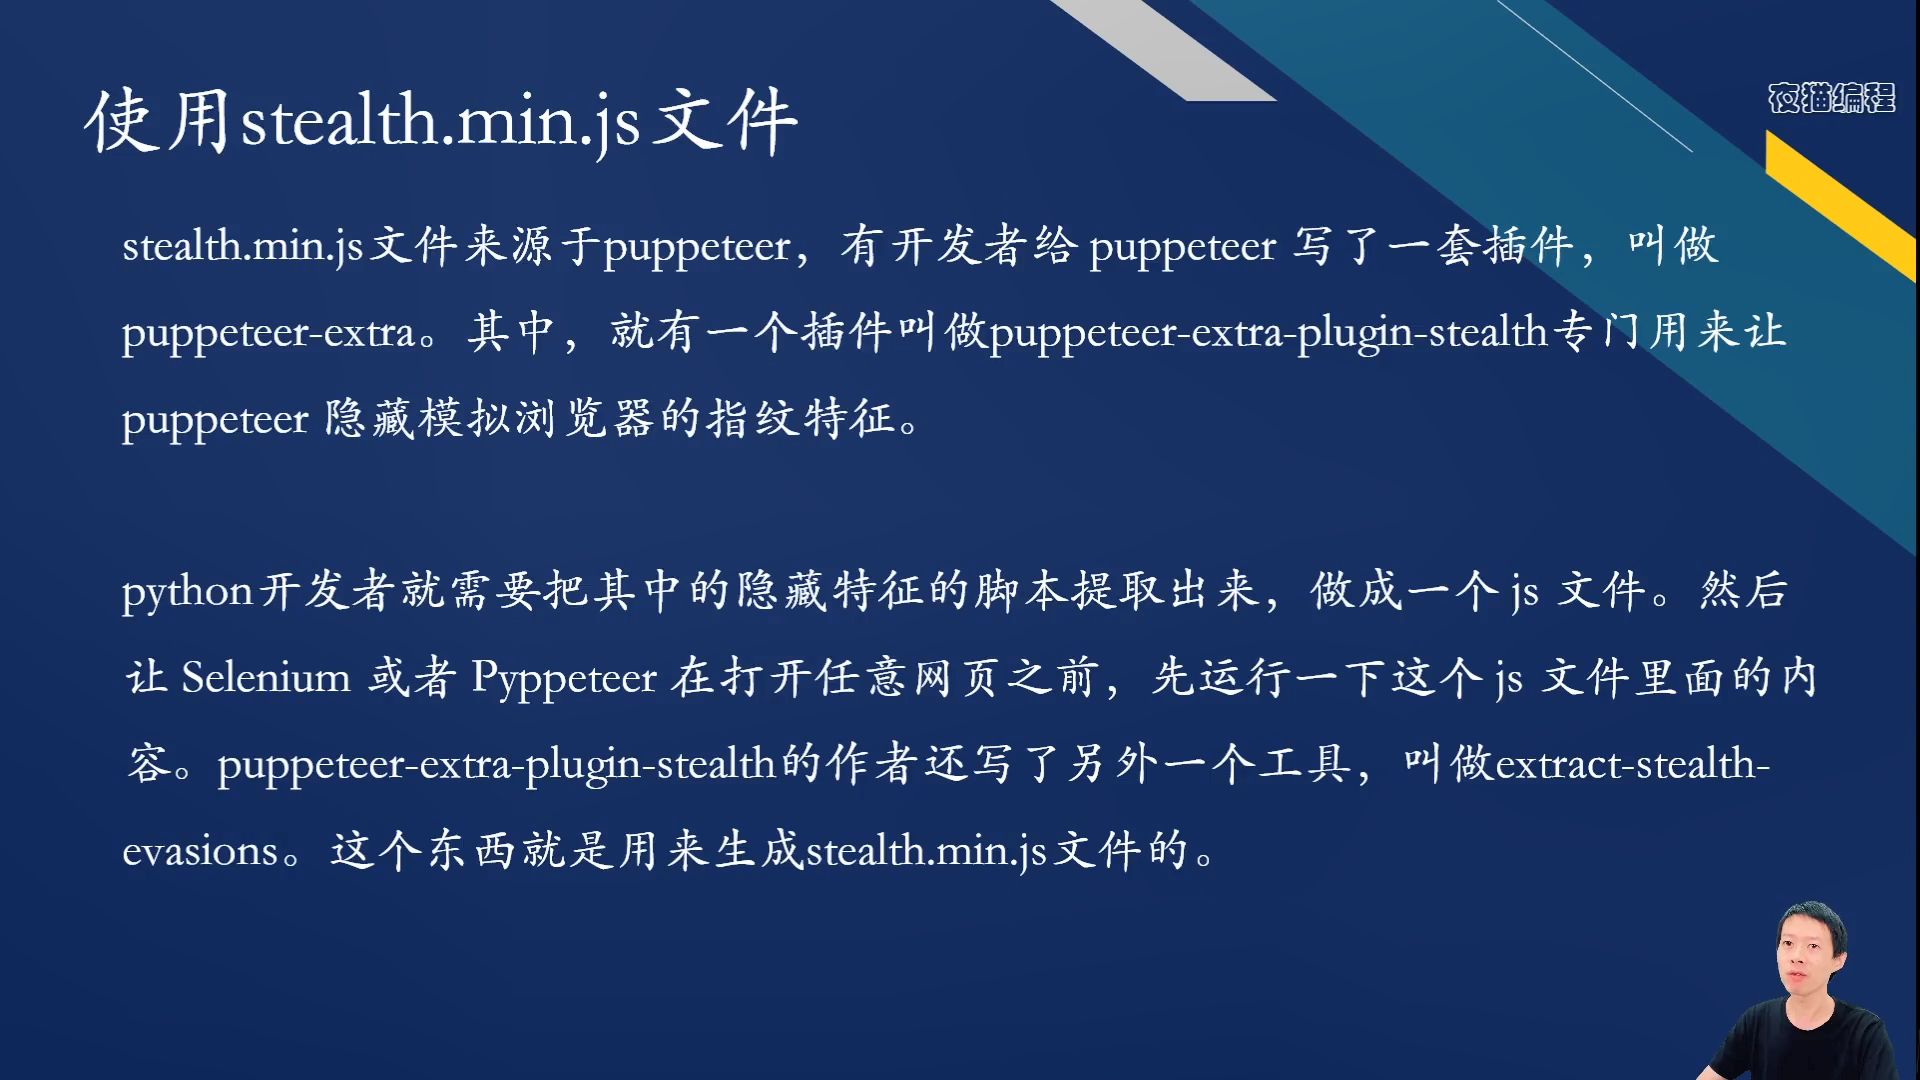 使用stealth.min.js文件
夜猫编程
stealth.min.js文件来源于puppeteer，有开发者给 puppeteer 写了一套插件，叫做
puppeteer-extra。其中，就有一个插件叫做puppeteer-extra-plugin-stealth专门用来让
puppeteer 隐藏模拟浏览器的指纹特征。
python开发者就需要把其中的隐藏特征的脚本提取出来，做成一个 js 文件。然后
让 Selenium 或者 Pyppeteer 在打开任意网页之前，先运行一下这个 js 文件里面的内
容。puppeteer-extra-plugin-stealth的作者还写了另外一个工具，叫做extract-stealth-
evasions。这个东西就是用来生成stealth.min.js文件的。